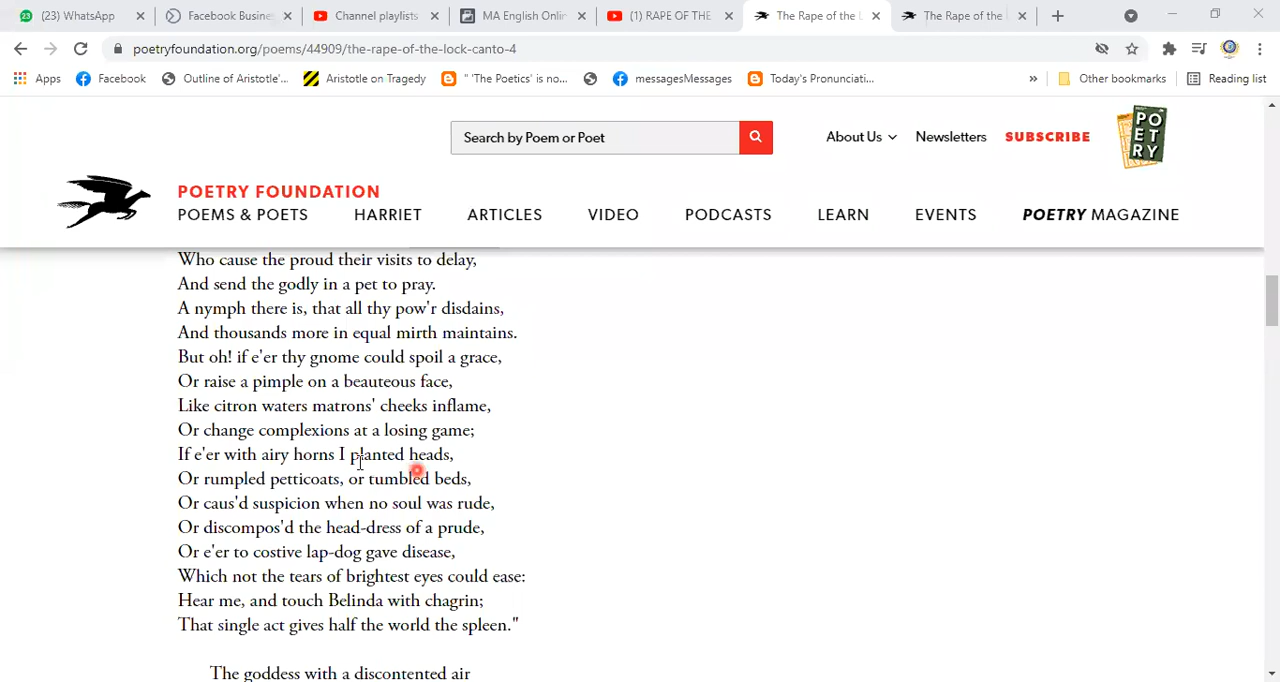 (23) WhatsApp
Facebook Busine
Channel playlists
MA English Onlin
(1) RAPE OF THE
The Rape of the L
The Rape of the
poetryfoundation.org/poems/44909/the-rape-of-the-lock-canto-4
Apps
Facebook
Outline of Aristotle'...
Aristotle on Tragedy
" 'The Poetics' is no...
messagesMessages
Today's Pronunciati...
»
Other bookmarks
Reading list
Search by Poem or Poet
About Us
Newsletters
SUBSCRIBE
PO
ET
RY
POETRY FOUNDATION
POEMS & POETS
HARRIET
ARTICLES
VIDEO
PODCASTS
LEARN
EVENTS
POETRY MAGAZINE
Who cause the proud their visits to delay,
And send the godly in a pet to pray.
A nymph there is, that all thy pow'r disdains,
And thousands more in equal mirth maintains.
But oh! if e'er thy gnome could spoil a grace,
Or raise a pimple on a beauteous face,
Like citron waters matrons' cheeks inflame,
Or change complexions at a losing game;
If e'er with airy horns I planted heads,
Or rumpled petticoats, or tumbled beds,
Or caus'd suspicion when no soul was rude,
Or discompos'd the head-dress of a prude,
Or e'er to costive lap-dog gave disease,
Which not the tears of brightest eyes could ease:
Hear me, and touch Belinda with chagrin;
That single act gives half the world the spleen."
The goddess with a discontented air